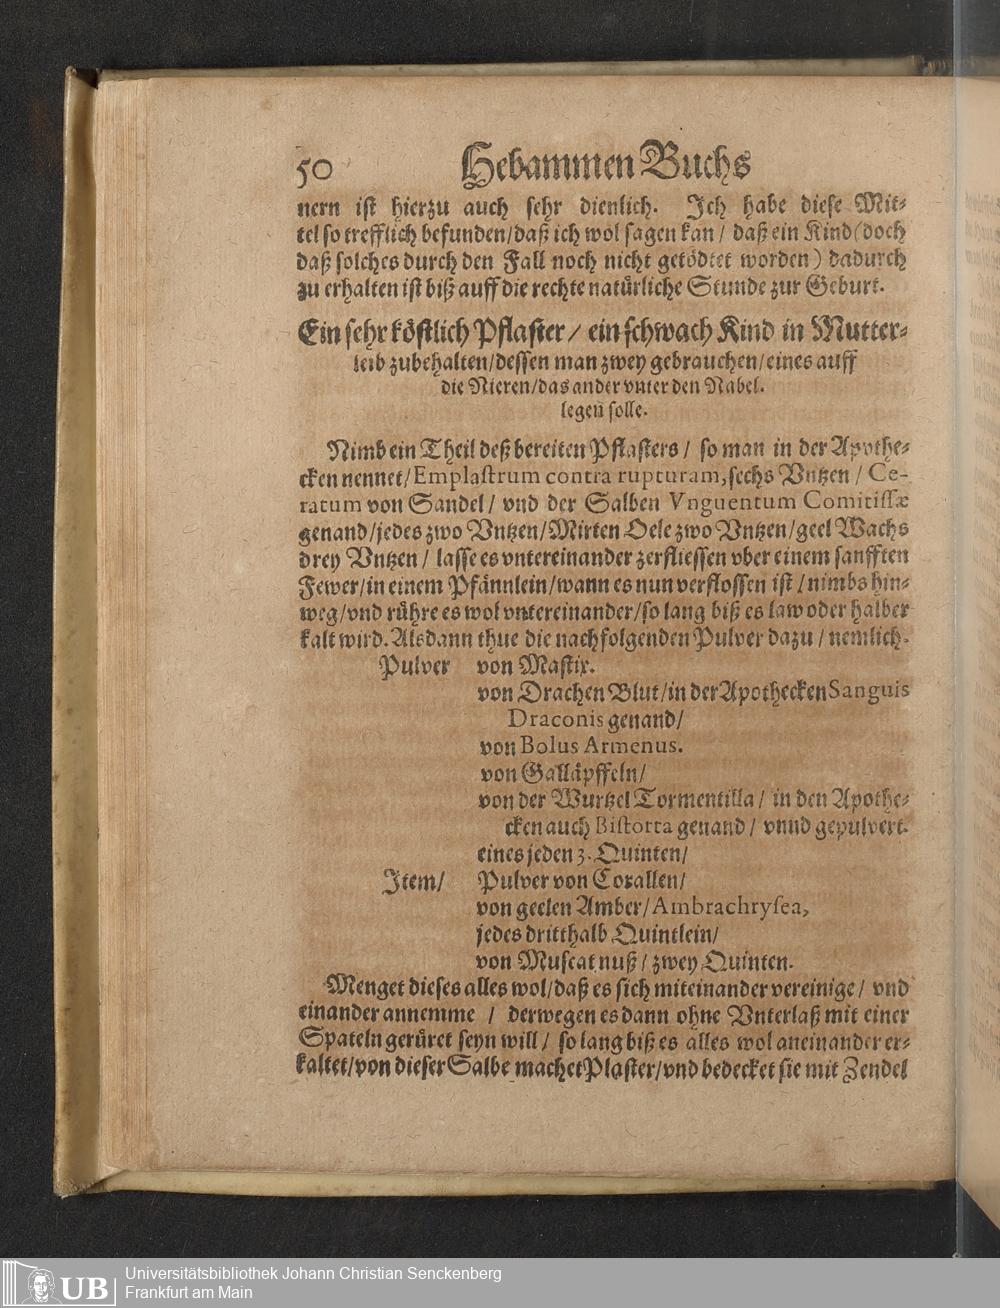 50 Hebammen Buchs
nern ist hierzu auch sehr dienlich. Ich habe diese Mit-
tel so trefflich befunden/daß ich wol sagen kan/ daß ein Kind (doch
daß solches durch den Fall noch nicht getödtet worden) dadurch
zu erhalten ist biß auff die rechte natürliche Stunde zur Geburt.
Ein sehr köstlich Pflaster/ ein schwach Kind in Mutter-
leib zubehalten/dessen man zwey gebrauchen/eines auff
die Nieren/das ander vnter den Nabel.
legen solle.
Nimb ein Theil deß bereiten Pflasters/ so man in der Apothe-
cken nennet/Emplastrum contra rupturam, sechs Vntzen/ Ce-
ratum von Sandel/ vnd der Salben Vnguentum Comitissæ
genand/jedes zwo Vntzen/Mirten Oele zwo Vntzen/geel Wachs
drey Vntzen/ lasse es vntereinander zerfliessen vber einem sanfften
Fewer/in einem Pfännlein/wann es nun verflossen ist/nimbs hin-
weg/vnd rühre es wol vntereinander/so lang biß es law oder halber
kalt wird. Alsdann thue die nachfolgenden Pulver dazu/nemlich.
Pulver von Mastix.
von Drachen Blut/in der Apothecken Sanguis
Draconis genand/
von Bolus Armenus.
von Galläpffeln/
von der Wurtzel Tormentilla/ in den Apothe-
cken auch Bistorta genand/ vnnd gepulvert.
eines jeden 3. Quinten/
Item/ Pulver von Corallen/
von geelen Amber/Ambrachrysea,
jedes dritthalb Quintlein/
von Muscat nuß/ zwey Quinten.
Menget dieses alles wol/daß es sich miteinander vereinige/ vnd
einander annemme/ derwegen es dann ohne Vnterlaß mit einer
Spateln gerüret seyn will/ so lang biß es alles wol aneinander er-
kaltet/von dieser Salbe machet Plaster/vnd bedecket sie mit Zendel
UB
Universitätsbibliothek Johann Christian Senckenberg
Frankfurt am Main